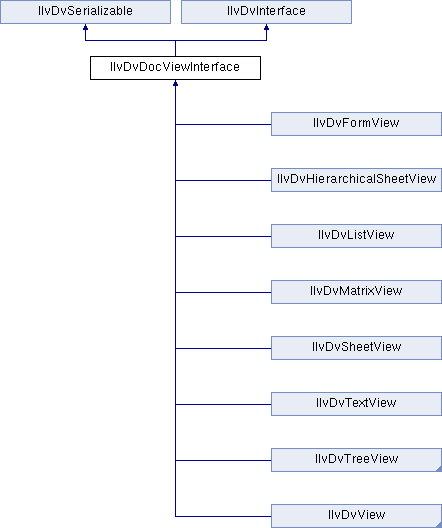 IlvDvSerializable
IlvDvInterface
IlvDvDocViewInterface
IlvDvFormView
IlvDvHierarchicalSheetView
IlvDvListView
IlvDvMatrixView
IlvDvSheetView
IlvDvTextView
IlvDvTreeView
IlvDvView